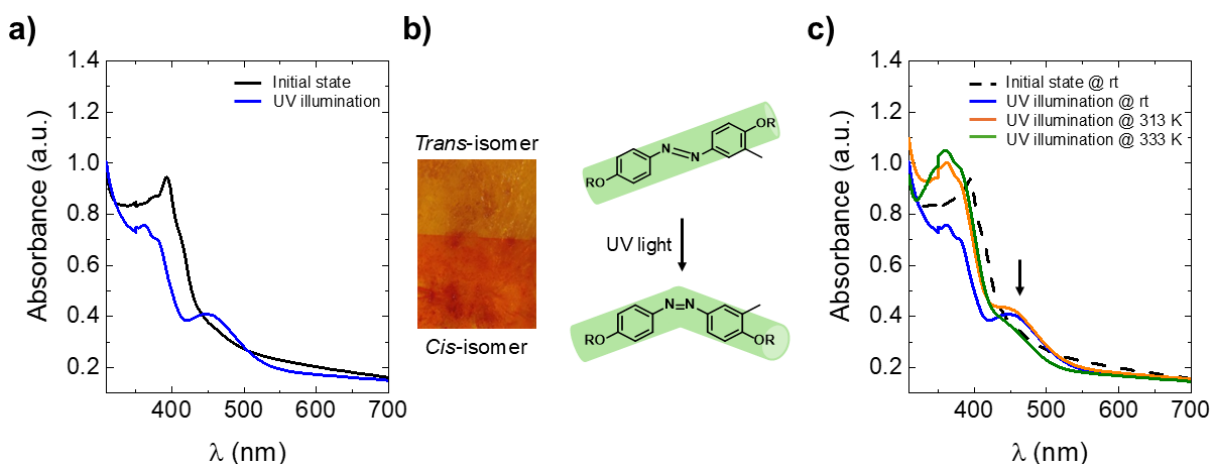 a)
1.4
1.2
1.0
0.8
0.6
0.4
0.2
Absorbance (a.u.)
400 500 600 700
λ (nm)
Initial state
UV illumination
b)
Trans-isomer
Cis-isomer
OR
N
N
RO
UV light
N
N
RO
OR
c)
1.4
1.2
1.0
0.8
0.6
0.4
0.2
Absorbance (a.u.)
400 500 600 700
λ (nm)
Initial state @ rt
UV illumination @ rt
UV illumination @ 313 K
UV illumination @ 333 K